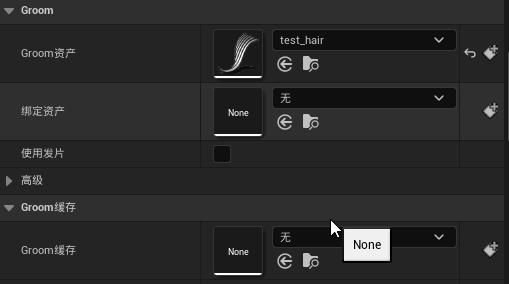 Groom
Groom资产
test_hair
绑定资产
None
无
使用发片
高级
Groom缓存
Groom缓存
None
无
None